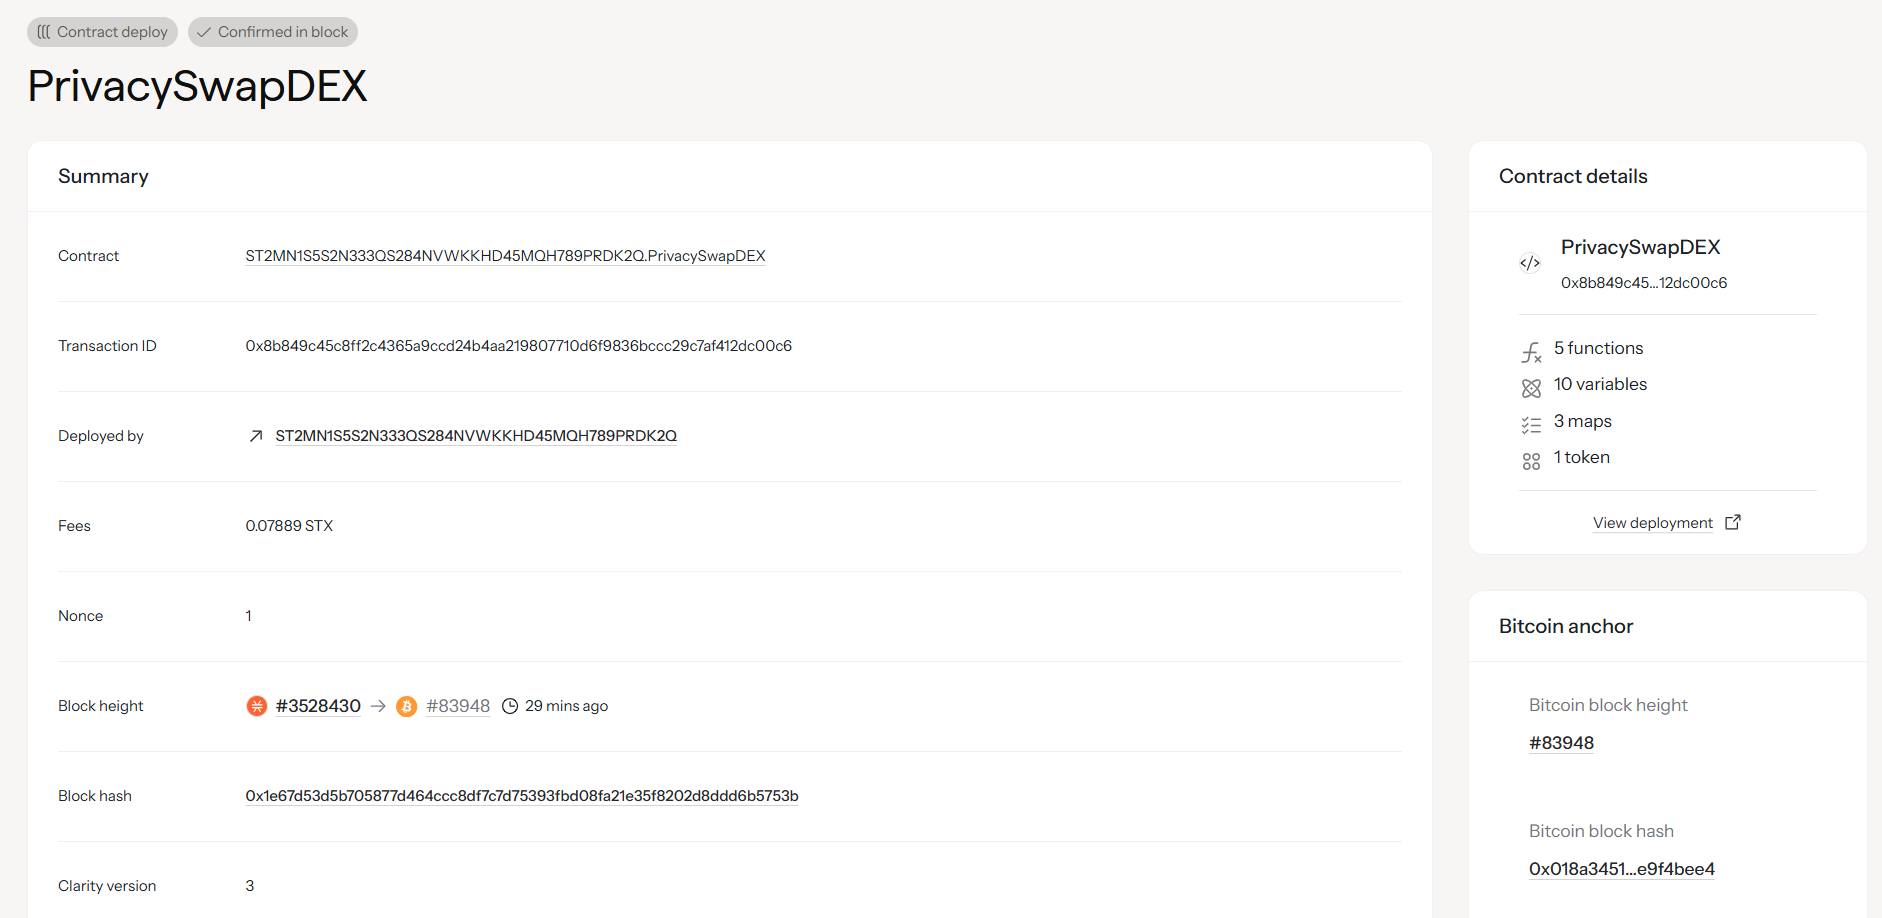 Contract deploy
Confirmed in block
PrivacySwapDEX
Summary
Contract
ST2MN1S5S2N333QS284NVWKKHD45MQH789PRDK2Q.PrivacySwapDEX
Transaction ID
0x8b849c45c8ff2c4365a9ccd24b4aa219807710d6f9836bccc29c7af412dc00c6
Deployed by
ST2MN1S5S2N333QS284NVWKKHD45MQH789PRDK2Q
Fees
0.07889 STX
Nonce
1
Block height
#3528430
#83948
29 mins ago
Block hash
0x1e67d53d5b705877d464ccc8df7c7d75393fbd08fa21e35f8202d8ddd6b5753b
Clarity version
3
Contract details
PrivacySwapDEX
0x8b849c45...12dc00c6
5 functions
10 variables
3 maps
1 token
View deployment
Bitcoin anchor
Bitcoin block height
#83948
Bitcoin block hash
0x018a3451...e9f4bee4